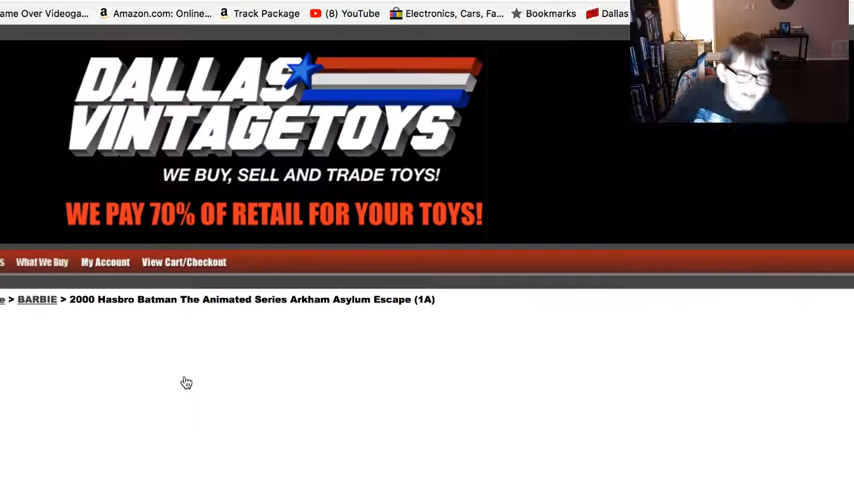 ame Over Videoga... Amazon.com: Online... Track Package (8) YouTube Electronics, Cars, Fa... Bookmarks Dallas
DALLAS
VINTAGETOYS
WE BUY, SELL AND TRADE TOYS!
WE PAY 70% OF RETAIL FOR YOUR TOYS!
S What We Buy My Account View Cart/Checkout
e > BARBIE > 2000 Hasbro Batman The Animated Series Arkham Asylum Escape (1A)